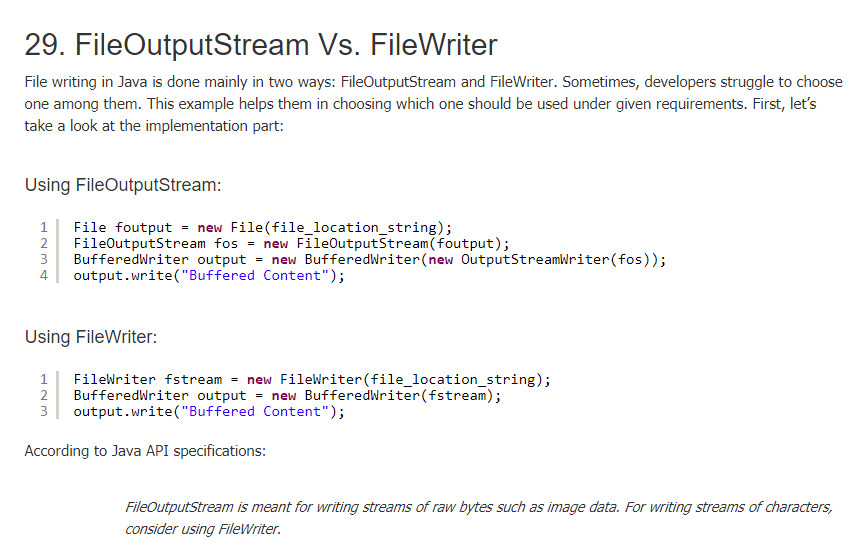 29. FileOutputStream Vs. FileWriter
File writing in Java is done mainly in two ways: FileOutputStream and FileWriter. Sometimes, developers struggle to choose
one among them. This example helps them in choosing which one should be used under given requirements. First, let’s
take a look at the implementation part:
Using FileOutputStream:
1 File foutput = new File(file_location_string);
2 FileOutputStream fos = new FileOutputStream(foutput);
3 BufferedWriter output = new BufferedWriter(new OutputStreamWriter(fos));
4 output.write("Buffered Content");
Using FileWriter:
1 FileWriter fstream = new FileWriter(file_location_string);
2 BufferedWriter output = new BufferedWriter(fstream);
3 output.write("Buffered Content");
According to Java API specifications:
FileOutputStream is meant for writing streams of raw bytes such as image data. For writing streams of characters,
consider using FileWriter.